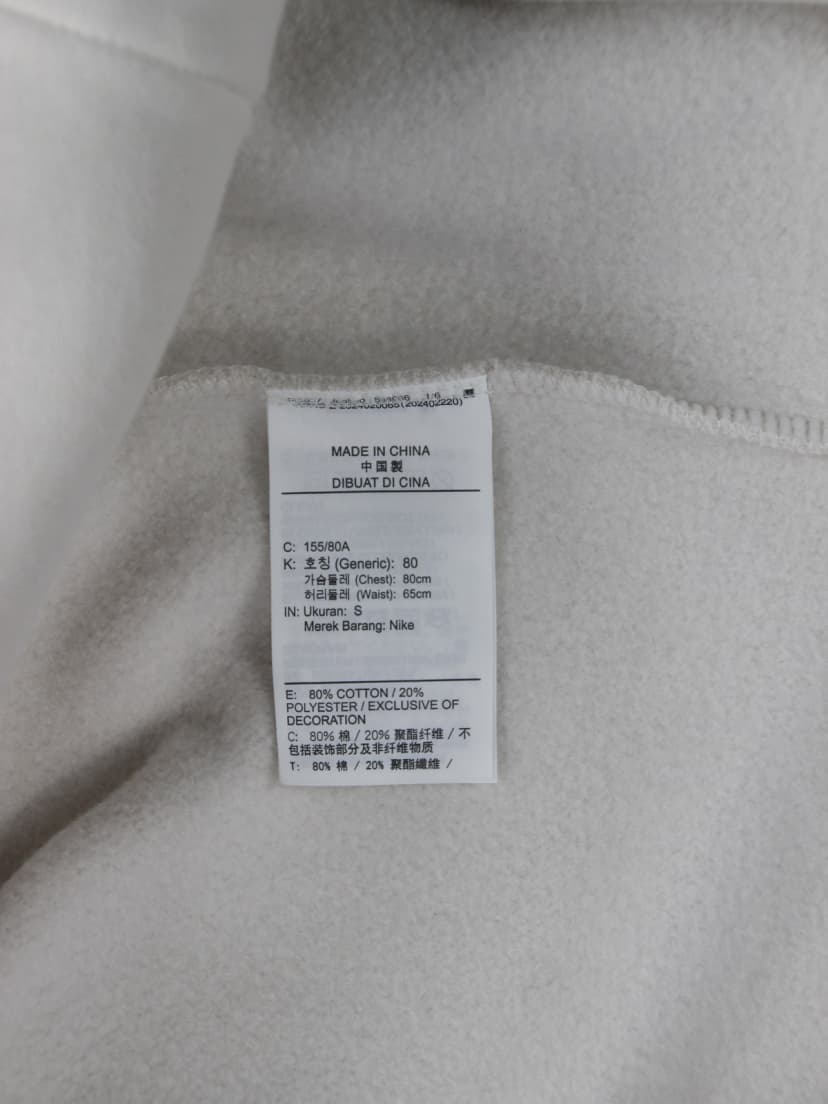 (202402220)
MADE IN CHINA
中国製
DIBUAT DI CINA
C: 155/80A
K: 호칭 (Generic): 80
가슴둘레 (Chest): 80cm
허리둘레 (Waist): 65cm
IN: Ukuran: S
Merek Barang: Nike
E: 80% COTTON / 20%
POLYESTER / EXCLUSIVE OF
DECORATION
C: 80% 棉 / 20% 聚酯纤维 / 不
包括装饰部分及非纤维物质
T: 80% 棉 / 20% 聚酯纖維 /